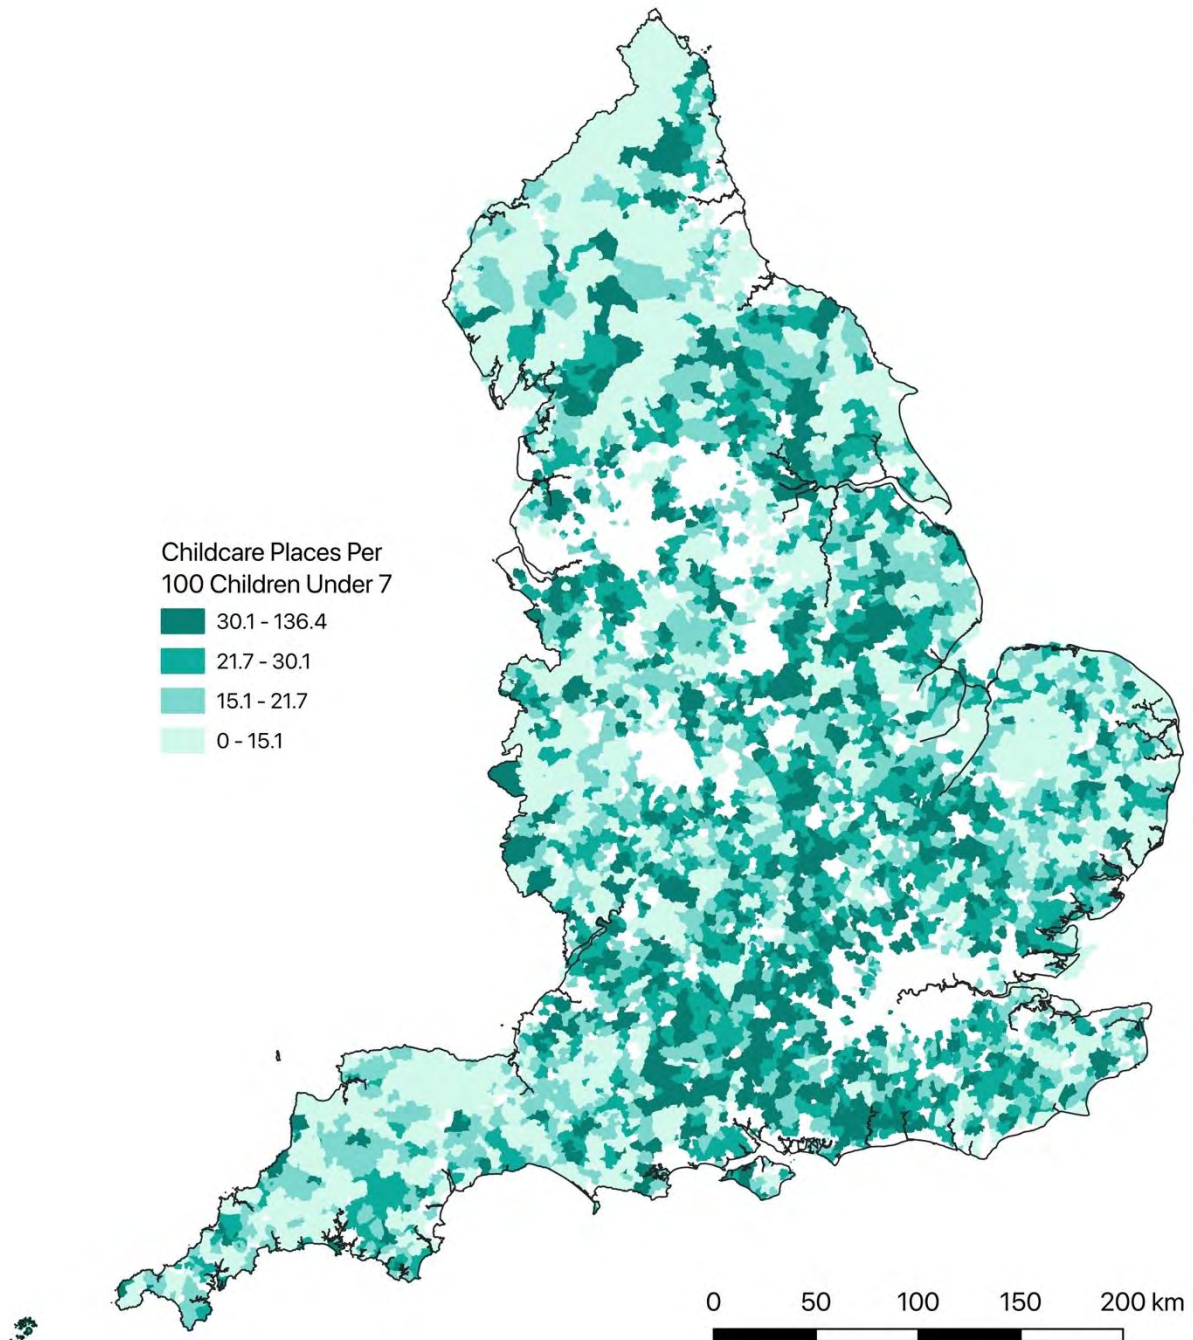 Childcare Places Per
100 Children Under 7
30.1 - 136.4
21.7 - 30.1
15.1 - 21.7
0 - 15.1
0 50 100 150 200 km